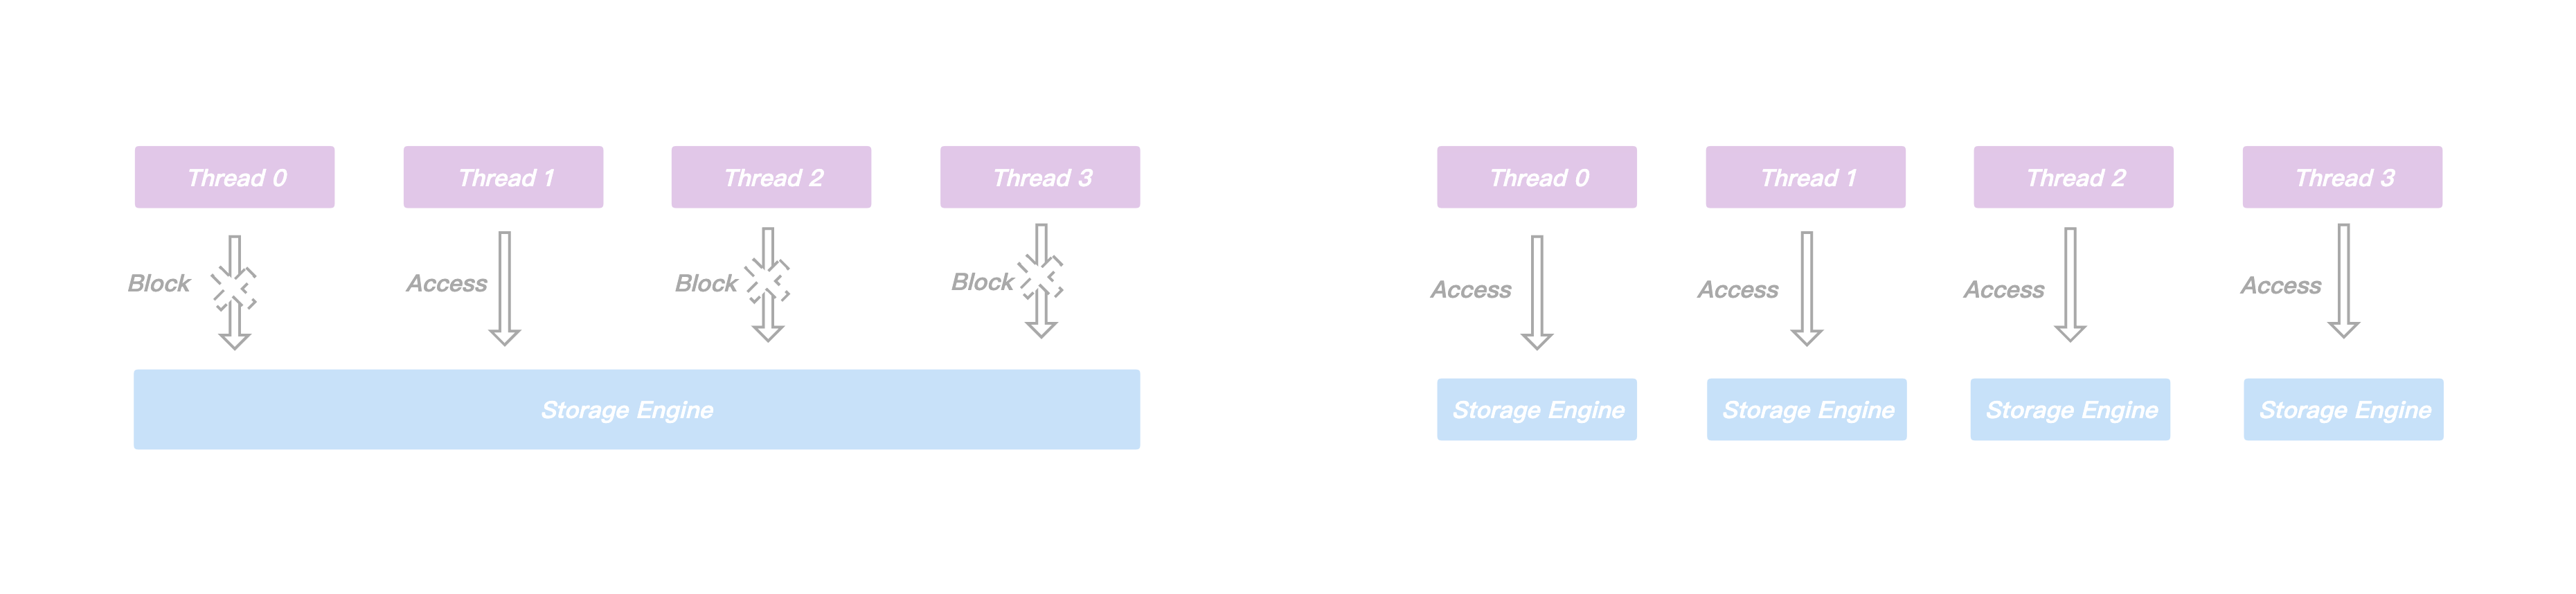 Thread 0
Thread 1
Thread 2
Thread 3
Block
Access
Block
Block
Storage Engine
Thread 0
Thread 1
Thread 2
Thread 3
Access
Access
Access
Access
Storage Engine
Storage Engine
Storage Engine
Storage Engine